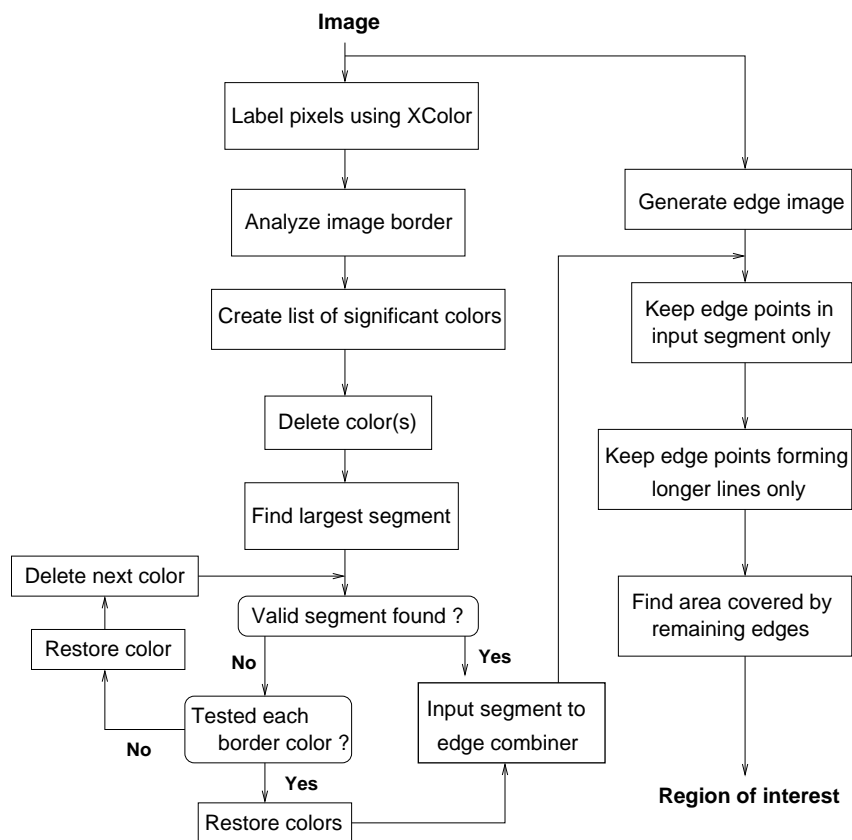 Image
Label pixels using XColor
Analyze image border
Create list of significant colors
Delete color(s)
Find largest segment
Delete next color
Valid segment found ?
Restore color
No
Yes
Tested each
border color ?
No
Yes
Restore colors
Input segment to
edge combiner
Generate edge image
Keep edge points in
input segment only
Keep edge points forming
longer lines only
Find area covered by
remaining edges
Region of interest